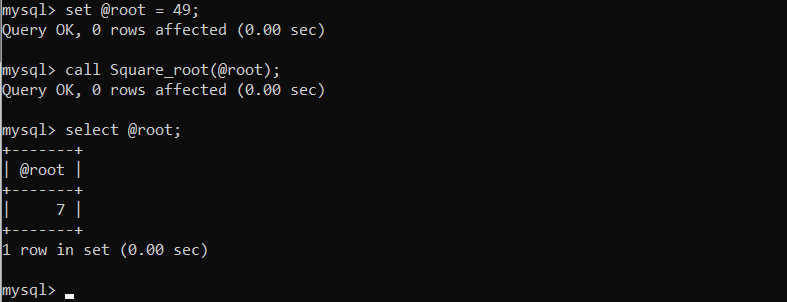 mysql> set @root = 49;
Query OK, 0 rows affected (0.00 sec)
mysql> call Square_root(@root);
Query OK, 0 rows affected (0.00 sec)
mysql> select @root;
+-------+
| @root |
+-------+
|     7 |
+-------+
1 row in set (0.00 sec)
mysql>